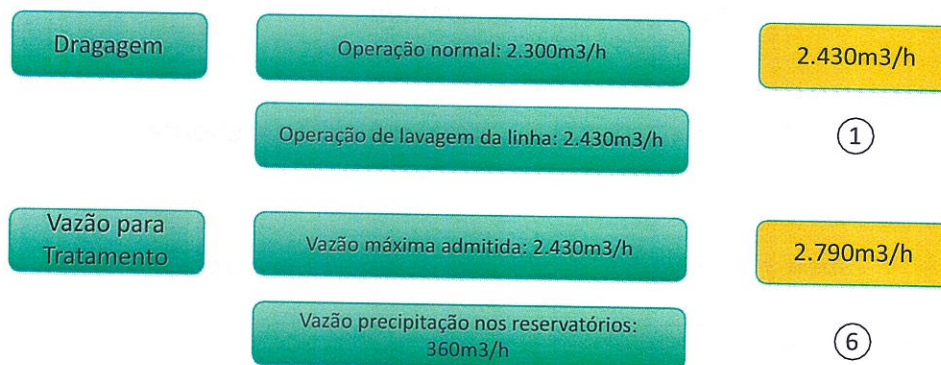 Dragagem
Operação normal: 2.300m3/h
2.430m3/h
Operação de lavagem da linha: 2.430m3/h
1
Vazão para
Tratamento
Vazão máxima admitida: 2.430m3/h
2.790m3/h
Vazão precipitação nos reservatórios:
360m3/h
6